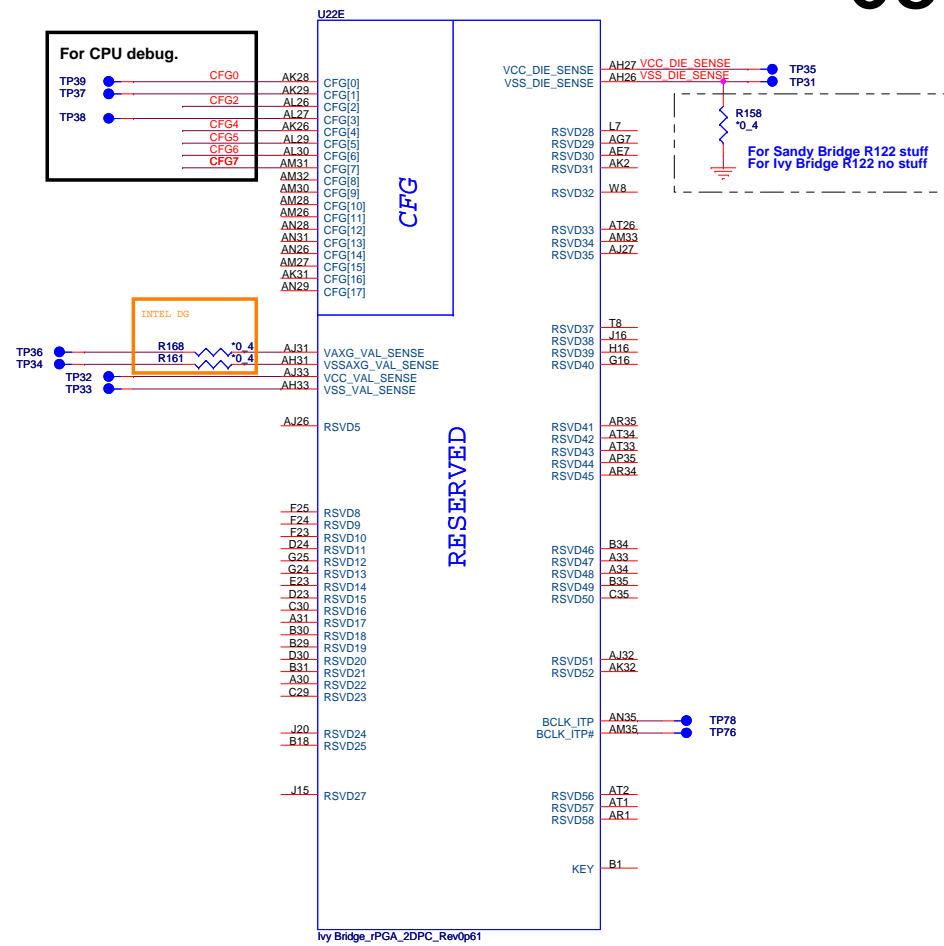 U22E
For CPU debug.
TP39 CFG0 AK28 CFG[0]
TP37 AK29 CFG[1]
CFG2 AL26 CFG[2]
TP38 AL27 CFG[3]
CFG4 AK26 CFG[4]
CFG5 AL29 CFG[5]
CFG6 AL30 CFG[6]
CFG7 AM31 CFG[7]
AM32 CFG[8]
AM30 CFG[9]
AM28 CFG[10]
AM26 CFG[11]
AN28 CFG[12]
AN31 CFG[13]
AN26 CFG[14]
AM27 CFG[15]
AK31 CFG[16]
AN29 CFG[17]
CFG
INTEL DG
TP36 R168 *0_4 AJ31 VAXG_VAL_SENSE
TP34 R161 *0_4 AH31 VSSAXG_VAL_SENSE
TP32 AJ33 VCC_VAL_SENSE
TP33 AH33 VSS_VAL_SENSE
AJ26 RSVD5
RESERVED
F25 RSVD8
F24 RSVD9
F23 RSVD10
D24 RSVD11
G25 RSVD12
G24 RSVD13
E23 RSVD14
D23 RSVD15
C30 RSVD16
A31 RSVD17
B30 RSVD18
B29 RSVD19
D30 RSVD20
B31 RSVD21
A30 RSVD22
C29 RSVD23
J20 RSVD24
B18 RSVD25
J15 RSVD27
VCC_DIE_SENSE AH27 VCC_DIE_SENSE TP35
VSS_DIE_SENSE AH26 VSS_DIE_SENSE TP31
R158
*0_4
For Sandy Bridge R122 stuff
For Ivy Bridge R122 no stuff
RSVD28 L7
RSVD29 AG7
RSVD30 AE7
RSVD31 AK2
RSVD32 W8
RSVD33 AT26
RSVD34 AM33
RSVD35 AJ27
RSVD37 T8
RSVD38 J16
RSVD39 H16
RSVD40 G16
RSVD41 AR35
RSVD42 AT34
RSVD43 AT33
RSVD44 AP35
RSVD45 AR34
RSVD46 B34
RSVD47 A33
RSVD48 A34
RSVD49 B35
RSVD50 C35
RSVD51 AJ32
RSVD52 AK32
BCLK_ITP AN35 TP78
BCLK_ITP# AM35 TP76
RSVD56 AT2
RSVD57 AT1
RSVD58 AR1
KEY B1
Ivy Bridge_rPGA_2DPC_Rev0p61